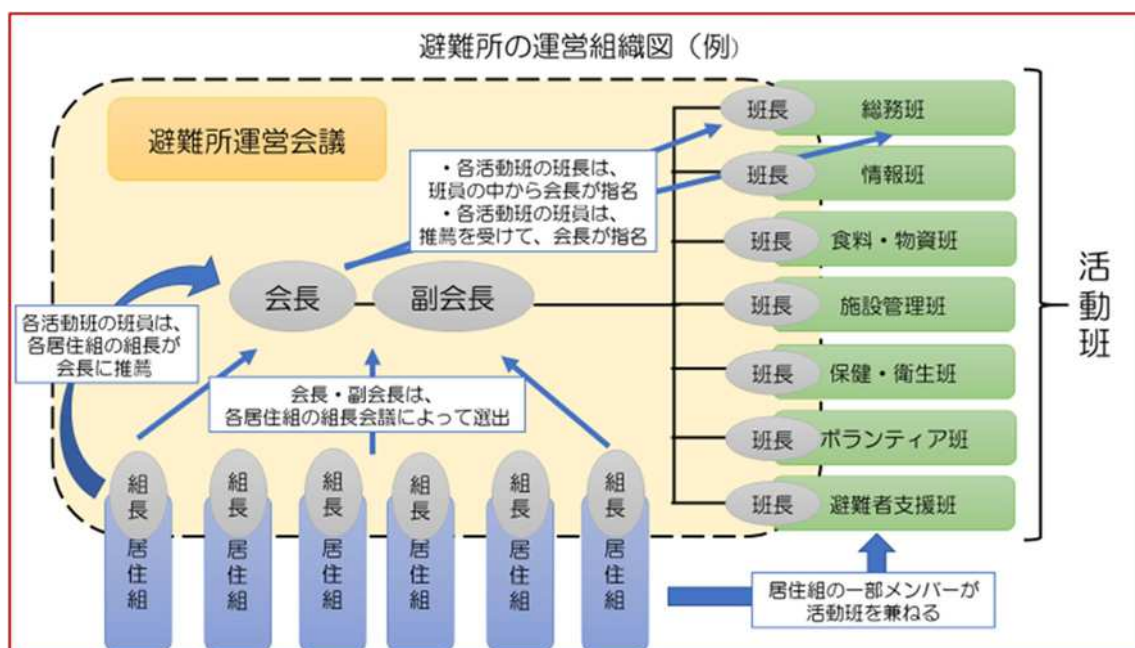 避難所の運営組織図（例）
避難所運営会議
・各活動班の班長は、
班員の中から会長が指名
・各活動班の班員は、
推薦を受けて、会長が指名
会長
副会長
各活動班の班員は、
各居住組の組長が
会長に推薦
会長・副会長は、
各居住組の組長会議によって選出
組長
居住組
組長
居住組
組長
居住組
組長
居住組
組長
居住組
組長
居住組
班長
総務班
班長
情報班
班長
食料・物資班
班長
施設管理班
班長
保健・衛生班
班長
ボランティア班
班長
避難者支援班
活動班
居住組の一部メンバーが
活動班を兼ねる